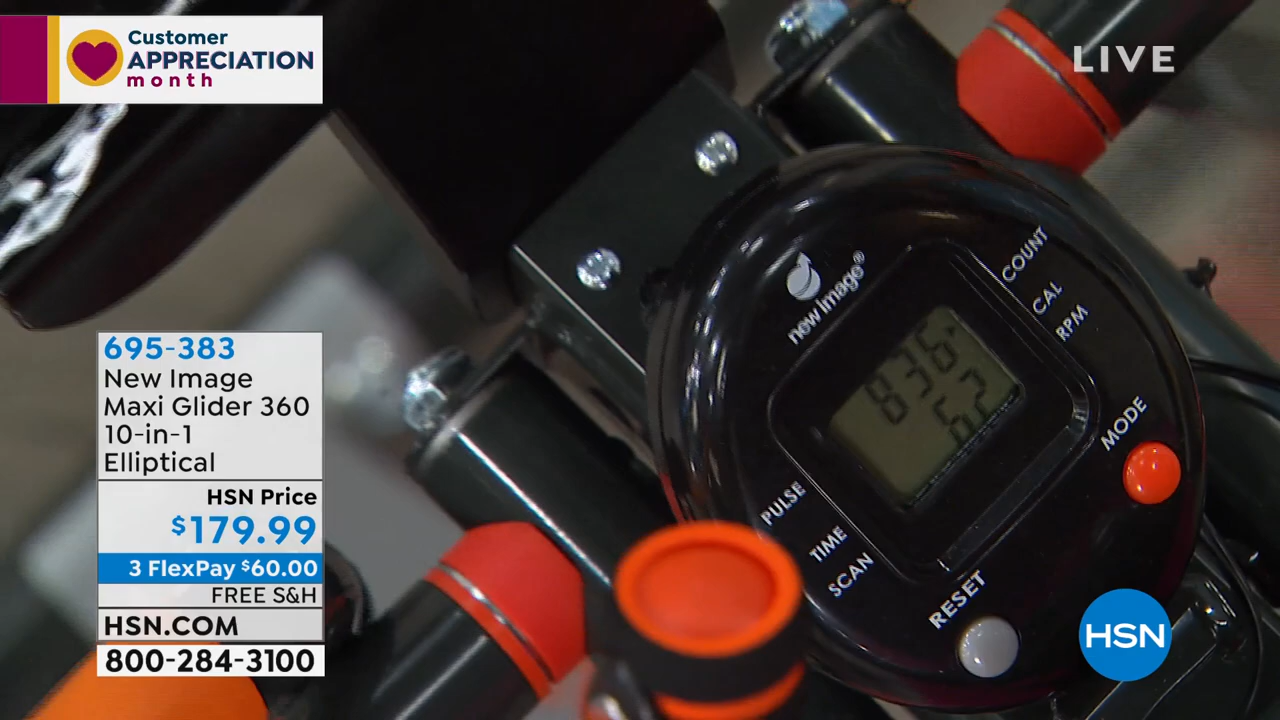 Customer
APPRECIATION
month
LIVE
695-383
New Image
Maxi Glider 360
10-in-1
Elliptical
HSN Price
$179.99
3 FlexPay $60.00
FREE S&H
HSN.COM
800-284-3100
new image®
COUNT
CAL
RPM
836
62
MODE
PULSE
TIME
SCAN
RESET
HSN